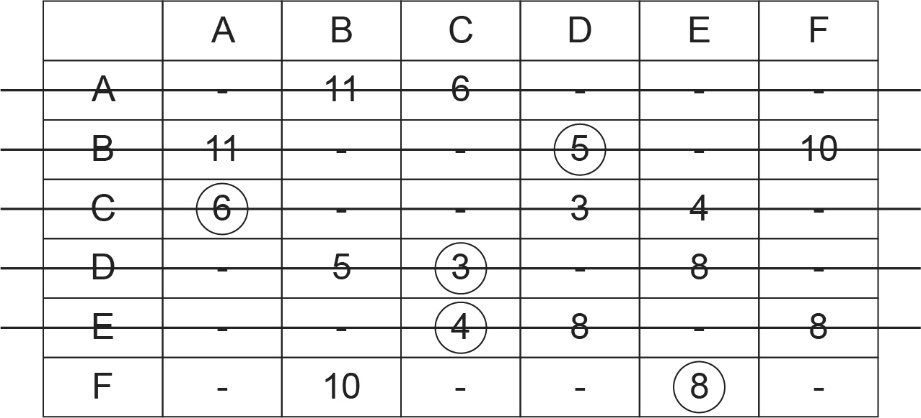 A B C D E F
A - 11 6 - - -
B 11 - - 5 - 10
C 6 - - 3 4 -
D - 5 3 - 8 -
E - - 4 8 - 8
F - 10 - - 8 -